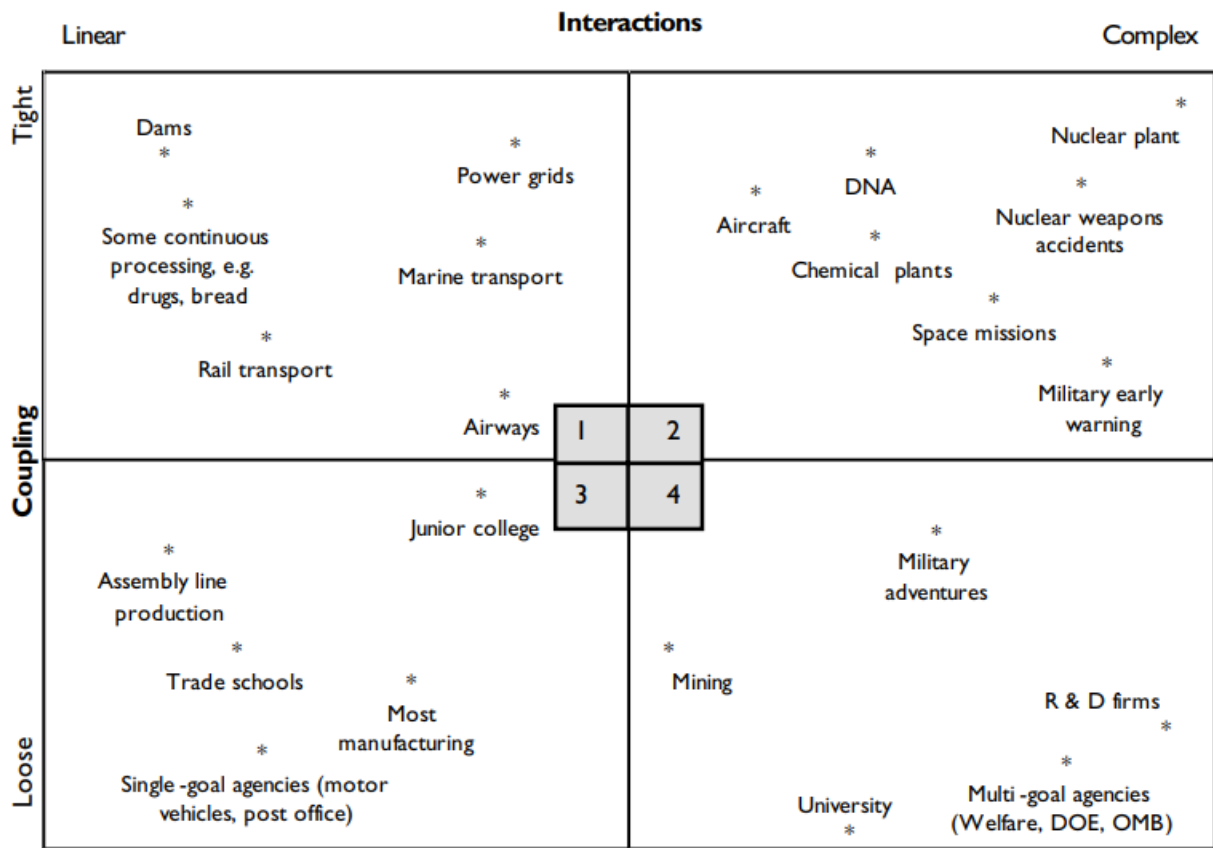 Interactions
Linear
Complex
Tight
Coupling
Loose
Dams
*
*
Power grids
*
Some continuous
processing, e.g.
drugs, bread
*
Marine transport
*
Rail transport
*
Airways
*
Nuclear plant
*
DNA
*
Aircraft
*
Nuclear weapons
accidents
*
Chemical plants
*
Space missions
*
Military early
warning
1
2
3
4
*
Junior college
*
Assembly line
production
*
Trade schools
*
Most
manufacturing
*
Single -goal agencies (motor
vehicles, post office)
*
Military
adventures
*
Mining
R & D firms
*
*
Multi -goal agencies
(Welfare, DOE, OMB)
University
*